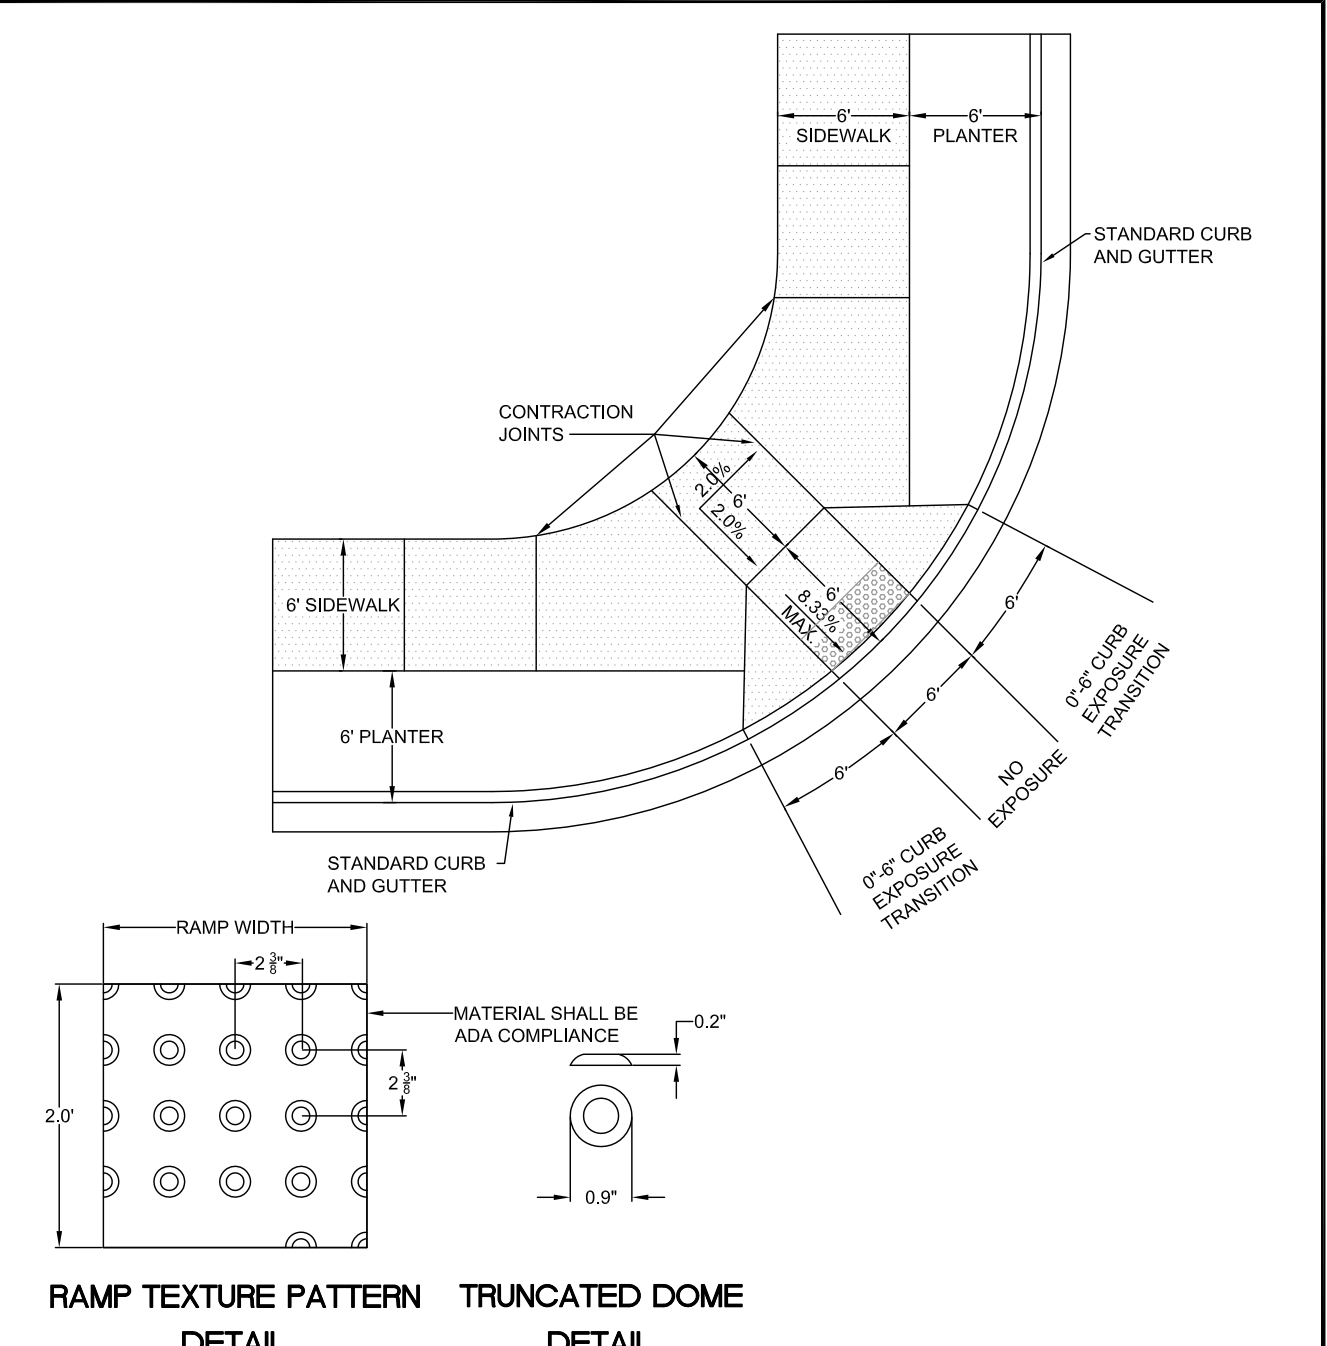 6'
6'
SIDEWALK
PLANTER
STANDARD CURB
AND GUTTER
CONTRACTION
JOINTS
2.0%
6'
2.0%
6'
8.33%
MAX.
6' SIDEWALK
6' PLANTER
6'
6'
6'
0"-6" CURB
EXPOSURE
TRANSITION
NO
EXPOSURE
0"-6" CURB
EXPOSURE
TRANSITION
STANDARD CURB
AND GUTTER
RAMP WIDTH
2 3/8"
MATERIAL SHALL BE
ADA COMPLIANCE
0.2"
2 3/8"
2.0'
0.9"
RAMP TEXTURE PATTERN
DETAIL
TRUNCATED DOME
DETAIL